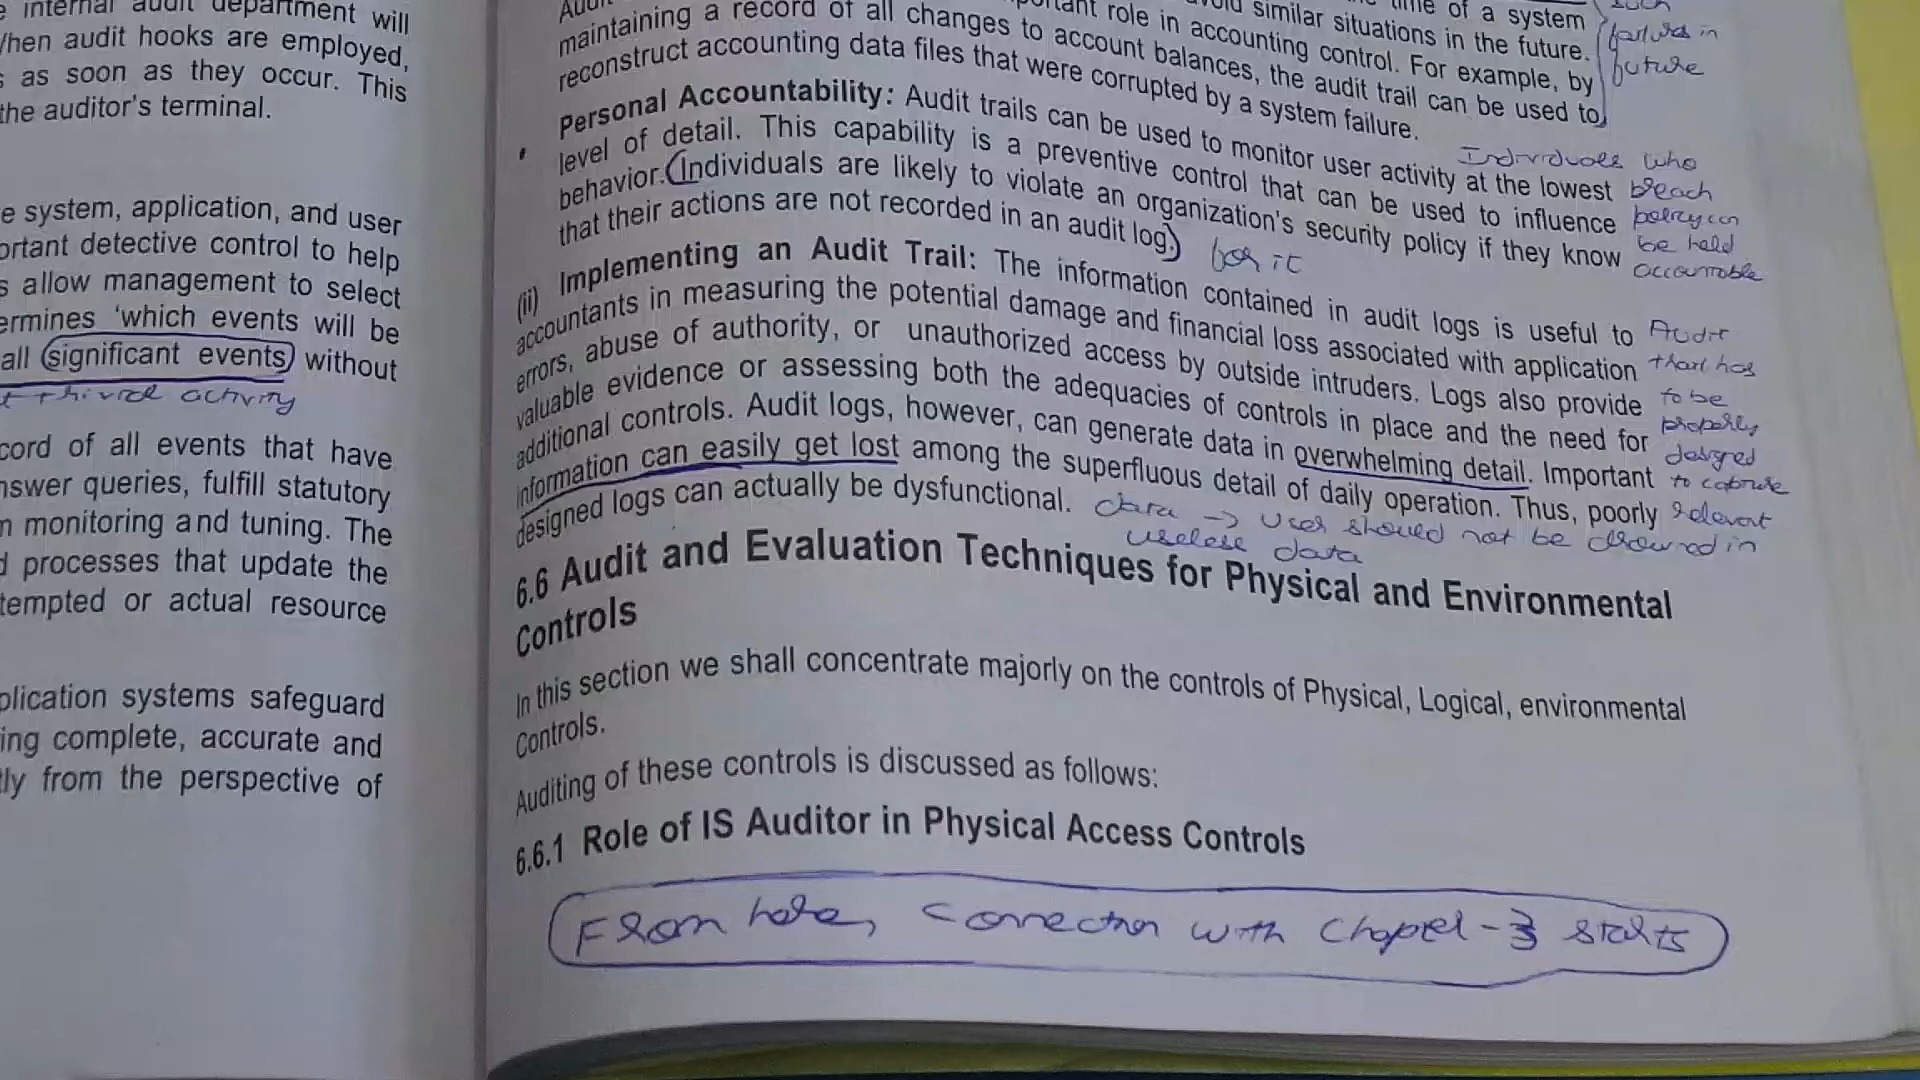 internal audit department will
hen audit hooks are employed,
as soon as they occur. This
the auditor's terminal.
e system, application, and user
ortant detective control to help
s allow management to select
ermines 'which events will be
all significant events without
activity
cord of all events that have
nswer queries, fulfill statutory
n monitoring and tuning. The
d processes that update the
tempted or actual resource
plication systems safeguard
ing complete, accurate and
tly from the perspective of
time of a system
similar situations in the future.
role in accounting control. For example, by
maintaining a record of all changes to account balances, the audit trail can be used to
reconstruct accounting data files that were corrupted by a system failure.
such
failures in
future
• Personal Accountability: Audit trails can be used to monitor user activity at the lowest
level of detail. This capability is a preventive control that can be used to influence
behavior. Individuals are likely to violate an organization's security policy if they know
that their actions are not recorded in an audit log.
Individuals who
breach
policy can
be held
accountable
for it
(ii) Implementing an Audit Trail: The information contained in audit logs is useful to
accountants in measuring the potential damage and financial loss associated with application
errors, abuse of authority, or unauthorized access by outside intruders. Logs also provide
valuable evidence or assessing both the adequacies of controls in place and the need for
additional controls. Audit logs, however, can generate data in overwhelming detail. Important
information can easily get lost among the superfluous detail of daily operation. Thus, poorly
designed logs can actually be dysfunctional.
Audit
has
to be
properly
designed
to capture
relevant
data → User should not be drowned in
useless data
6.6 Audit and Evaluation Techniques for Physical and Environmental
Controls
In this section we shall concentrate majorly on the controls of Physical, Logical, environmental
Controls.
Auditing of these controls is discussed as follows:
6.6.1 Role of IS Auditor in Physical Access Controls
From here, connection with Chapter-3 starts